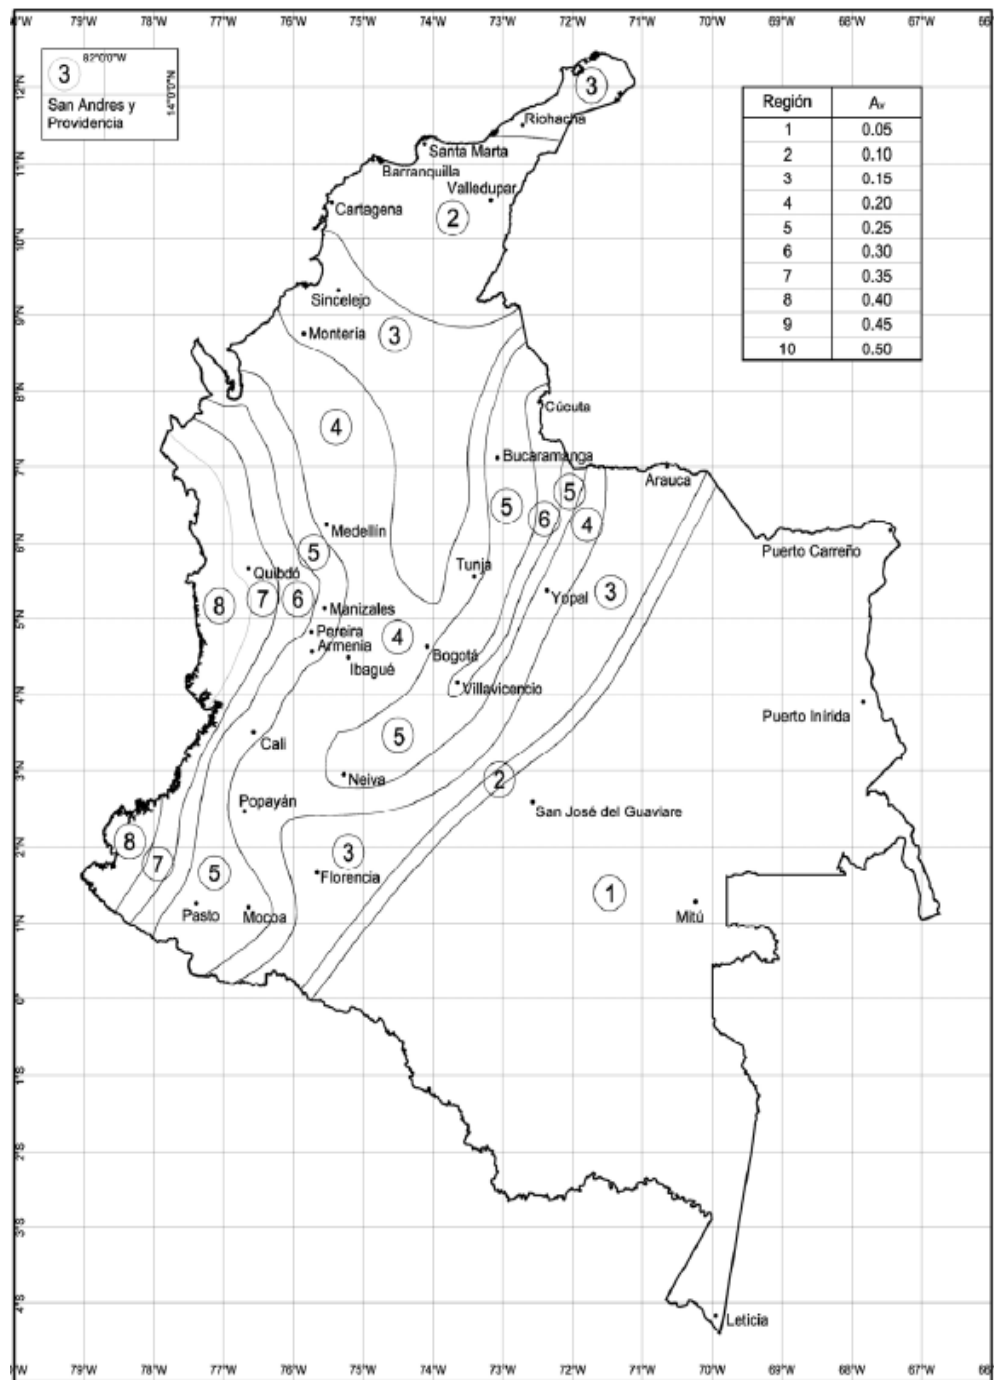 W 79°W 78°W 77°W 76°W 75°W 74°W 73°W 72°W 71°W 70°W 69°W 68°W 67°W 66°
82°0'0"W
3
14°0'0"N
San Andres y
Providencia
Región Av
1 0.05
2 0.10
3 0.15
4 0.20
5 0.25
6 0.30
7 0.35
8 0.40
9 0.45
10 0.50
12°N
3
Riohacha
Santa Marta
11°N
Barranquilla
Valledupar
Cartagena
2
10°N
Sincelejo
9°N
Montería
3
8°N
Cúcuta
4
Bucaramanga
7°N
Arauca
5
5
6
4
Medellín
6°N
Puerto Carreño
5
Quibdó
Tunja
8
7
6
Yopal
3
Manizales
5°N
Pereira
4
Armenia
Ibagué
Bogotá
Villavicencio
4°N
Puerto Inírida
Cali
5
3°N
Neiva
2
Popayán
San José del Guaviare
8
2°N
7
3
5
Florencia
1
Pasto
Mocoa
Mitú
1°N
0°
1°S
2°S
3°S
4°S
Leticia
W 79°W 78°W 77°W 76°W 75°W 74°W 73°W 72°W 71°W 70°W 69°W 68°W 67°W 66°